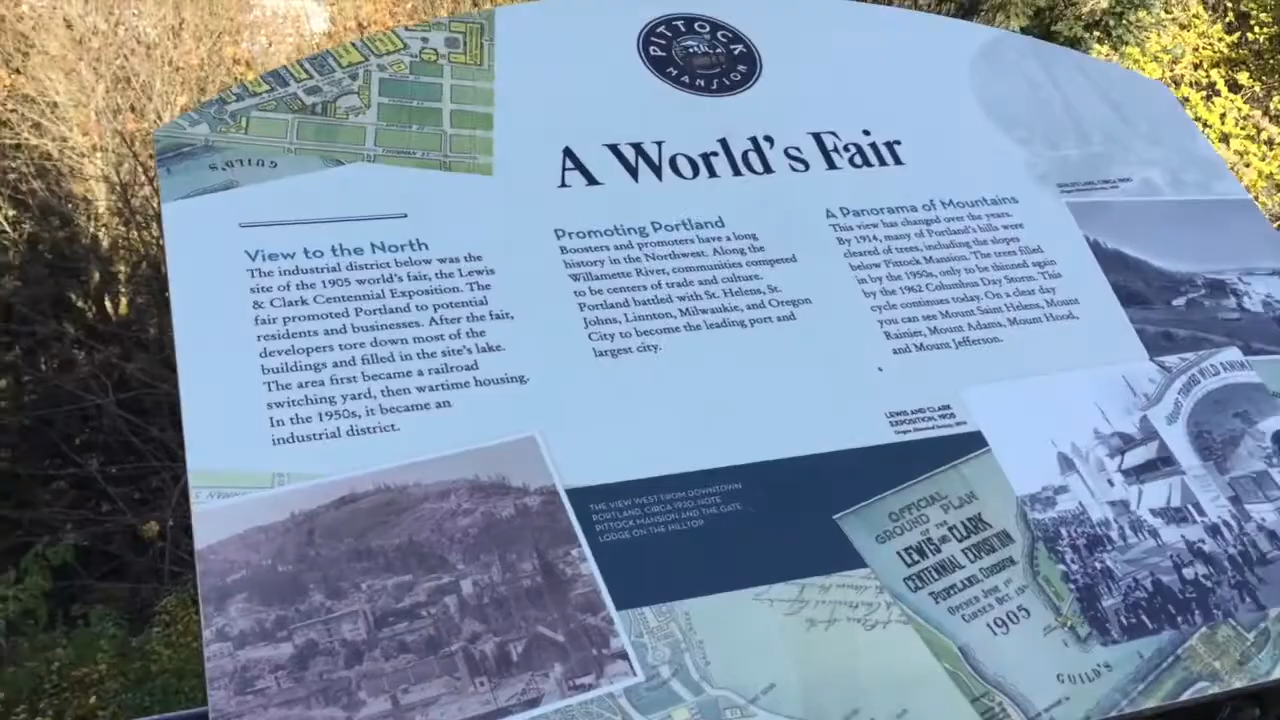 PITTOCK
MANSION
A World's Fair
THURMAN ST.
GUILD'S
View to the North
The industrial district below was the
site of the 1905 world's fair, the Lewis
& Clark Centennial Exposition. The
fair promoted Portland to potential
residents and businesses. After the fair,
developers tore down most of the
buildings and filled in the site's lake.
The area first became a railroad
switching yard, then wartime housing.
In the 1950s, it became an
industrial district.
Promoting Portland
Boosters and promoters have a long
history in the Northwest. Along the
Willamette River, communities competed
to be centers of trade and culture.
Portland battled with St. Helens, St.
Johns, Linnton, Milwaukie, and Oregon
City to become the leading port and
largest city.
A Panorama of Mountains
This view has changed over the years.
By 1914, many of Portland's hills were
cleared of trees, including the slopes
below Pittock Mansion. The trees filled
in by the 1950s, only to be thinned again
by the 1962 Columbus Day Storm. This
cycle continues today. On a clear day
you can see Mount Saint Helens, Mount
Rainier, Mount Adams, Mount Hood,
and Mount Jefferson.
LEWIS AND CLARK
EXPOSITION, 1905
THE VIEW WEST FROM DOWNTOWN
PORTLAND, CIRCA 1920. NOTE
PITTOCK MANSION AND THE GATE
LODGE ON THE HILLTOP
OFFICIAL
GROUND PLAN
OF THE
LEWIS AND CLARK
CENTENNIAL EXPOSITION
PORTLAND, OREGON
OPENED JUNE 1ST
CLOSES OCT. 15TH
1905
GUILD'S
TRAINED WILD ANIMA